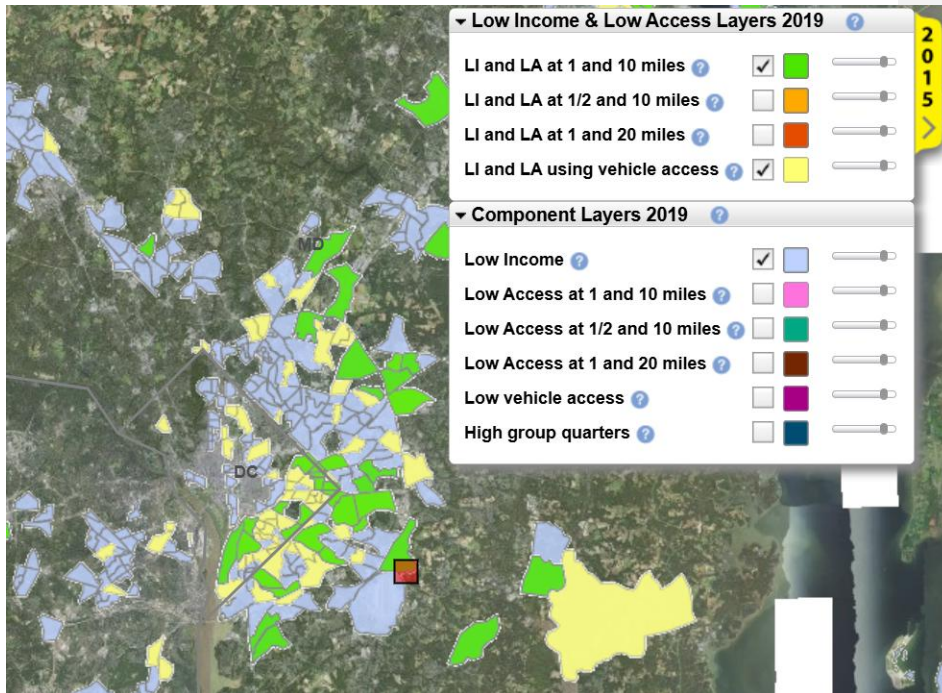 Low Income & Low Access Layers 2019 ?
LI and LA at 1 and 10 miles ?
LI and LA at 1/2 and 10 miles ?
LI and LA at 1 and 20 miles ?
LI and LA using vehicle access ?
Component Layers 2019 ?
Low Income ?
Low Access at 1 and 10 miles ?
Low Access at 1/2 and 10 miles ?
Low Access at 1 and 20 miles ?
Low vehicle access ?
High group quarters ?
2015
MD
DC